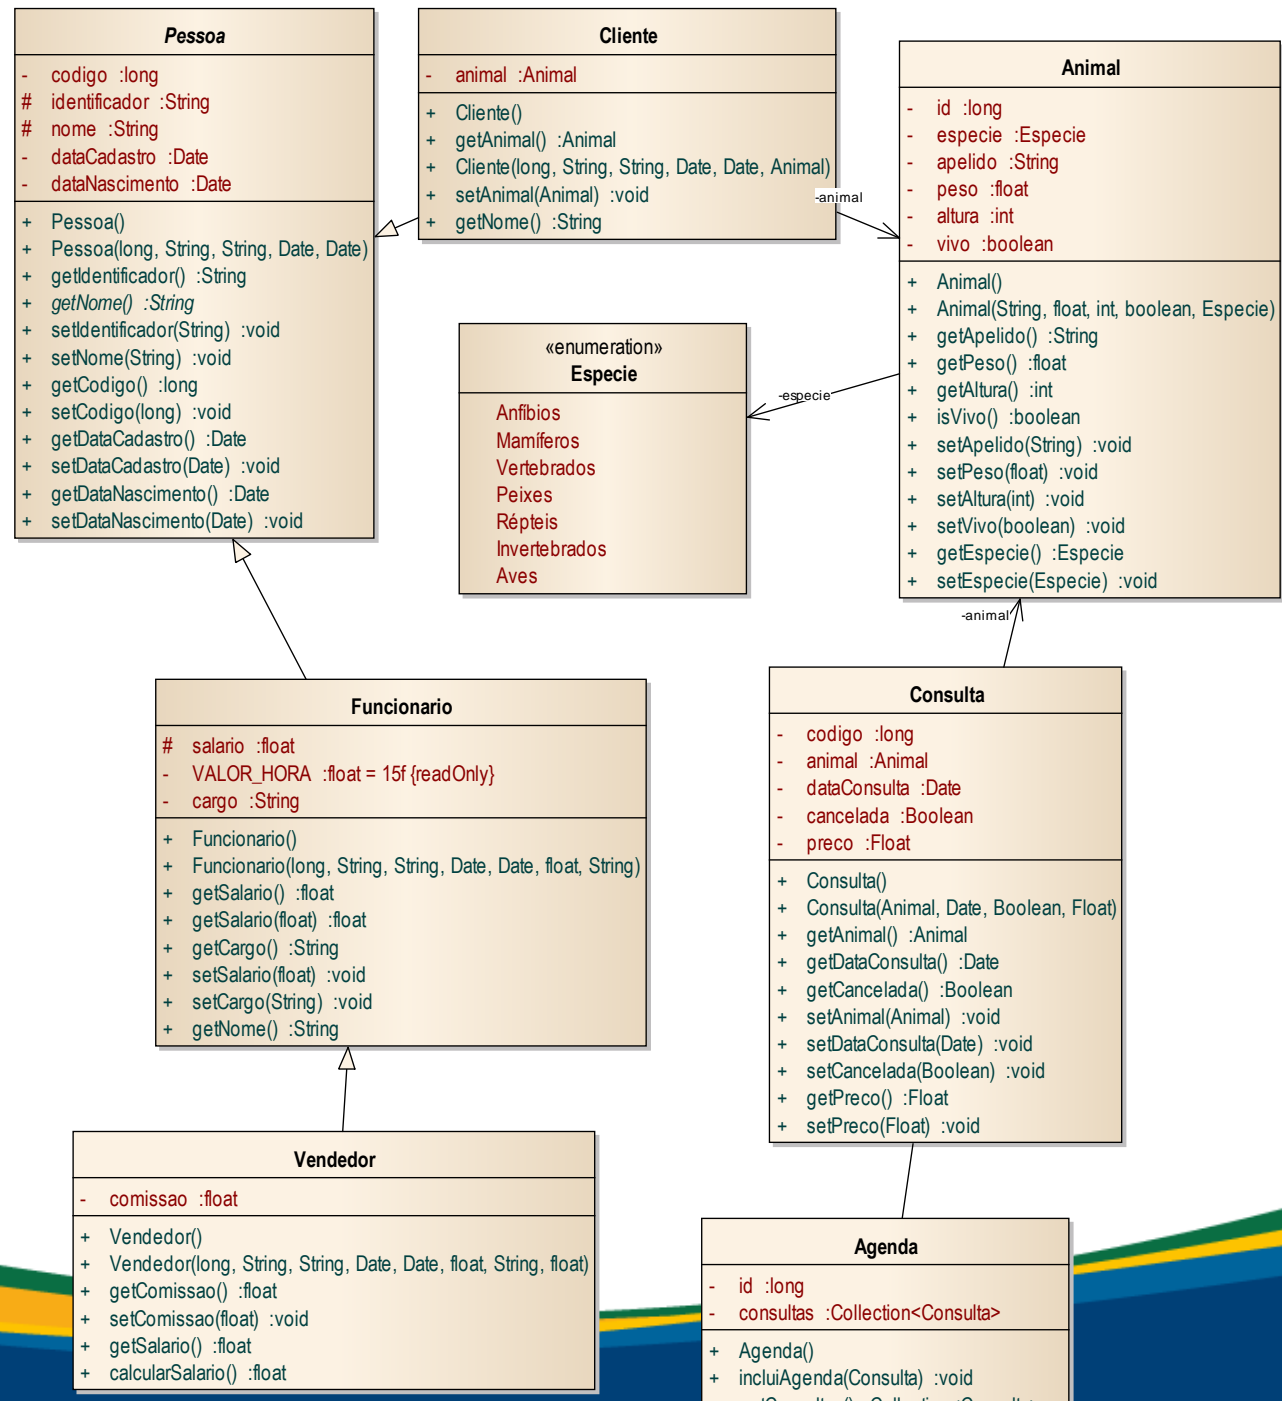 Pessoa
- codigo :long
# identificador :String
# nome :String
- dataCadastro :Date
- dataNascimento :Date
+ Pessoa()
+ Pessoa(long, String, String, Date, Date)
+ getIdentificador() :String
+ getNome() :String
+ setIdentificador(String) :void
+ setNome(String) :void
+ getCodigo() :long
+ setCodigo(long) :void
+ getDataCadastro() :Date
+ setDataCadastro(Date) :void
+ getDataNascimento() :Date
+ setDataNascimento(Date) :void
Cliente
- animal :Animal
+ Cliente()
+ getAnimal() :Animal
+ Cliente(long, String, String, Date, Date, Animal)
+ setAnimal(Animal) :void
+ getNome() :String
-animal
Animal
- id :long
- especie :Especie
- apelido :String
- peso :float
- altura :int
- vivo :boolean
+ Animal()
+ Animal(String, float, int, boolean, Especie)
+ getApelido() :String
+ getPeso() :float
+ getAltura() :int
+ isVivo() :boolean
+ setApelido(String) :void
+ setPeso(float) :void
+ setAltura(int) :void
+ setVivo(boolean) :void
+ getEspecie() :Especie
+ setEspecie(Especie) :void
«enumeration»
Especie
Anfíbios
Mamíferos
Vertebrados
Peixes
Répteis
Invertebrados
Aves
-especie
-animal
Funcionario
# salario :float
- VALOR_HORA :float = 15f {readOnly}
- cargo :String
+ Funcionario()
+ Funcionario(long, String, String, Date, Date, float, String)
+ getSalario() :float
+ getSalario(float) :float
+ getCargo() :String
+ setSalario(float) :void
+ setCargo(String) :void
+ getNome() :String
Consulta
- codigo :long
- animal :Animal
- dataConsulta :Date
- cancelada :Boolean
- preco :Float
+ Consulta()
+ Consulta(Animal, Date, Boolean, Float)
+ getAnimal() :Animal
+ getDataConsulta() :Date
+ getCancelada() :Boolean
+ setAnimal(Animal) :void
+ setDataConsulta(Date) :void
+ setCancelada(Boolean) :void
+ getPreco() :Float
+ setPreco(Float) :void
Vendedor
- comissao :float
+ Vendedor()
+ Vendedor(long, String, String, Date, Date, float, String, float)
+ getComissao() :float
+ setComissao(float) :void
+ getSalario() :float
+ calcularSalario() :float
Agenda
- id :long
- consultas :Collection<Consulta>
+ Agenda()
+ incluiAgenda(Consulta) :void